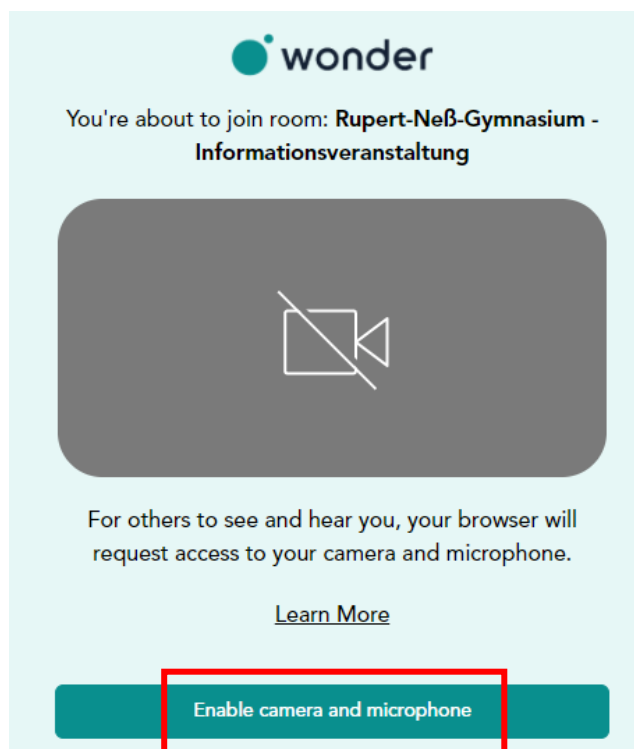 wonder
You're about to join room: Rupert-Neß-Gymnasium -
Informationsveranstaltung
For others to see and hear you, your browser will
request access to your camera and microphone.
Learn More
Enable camera and microphone